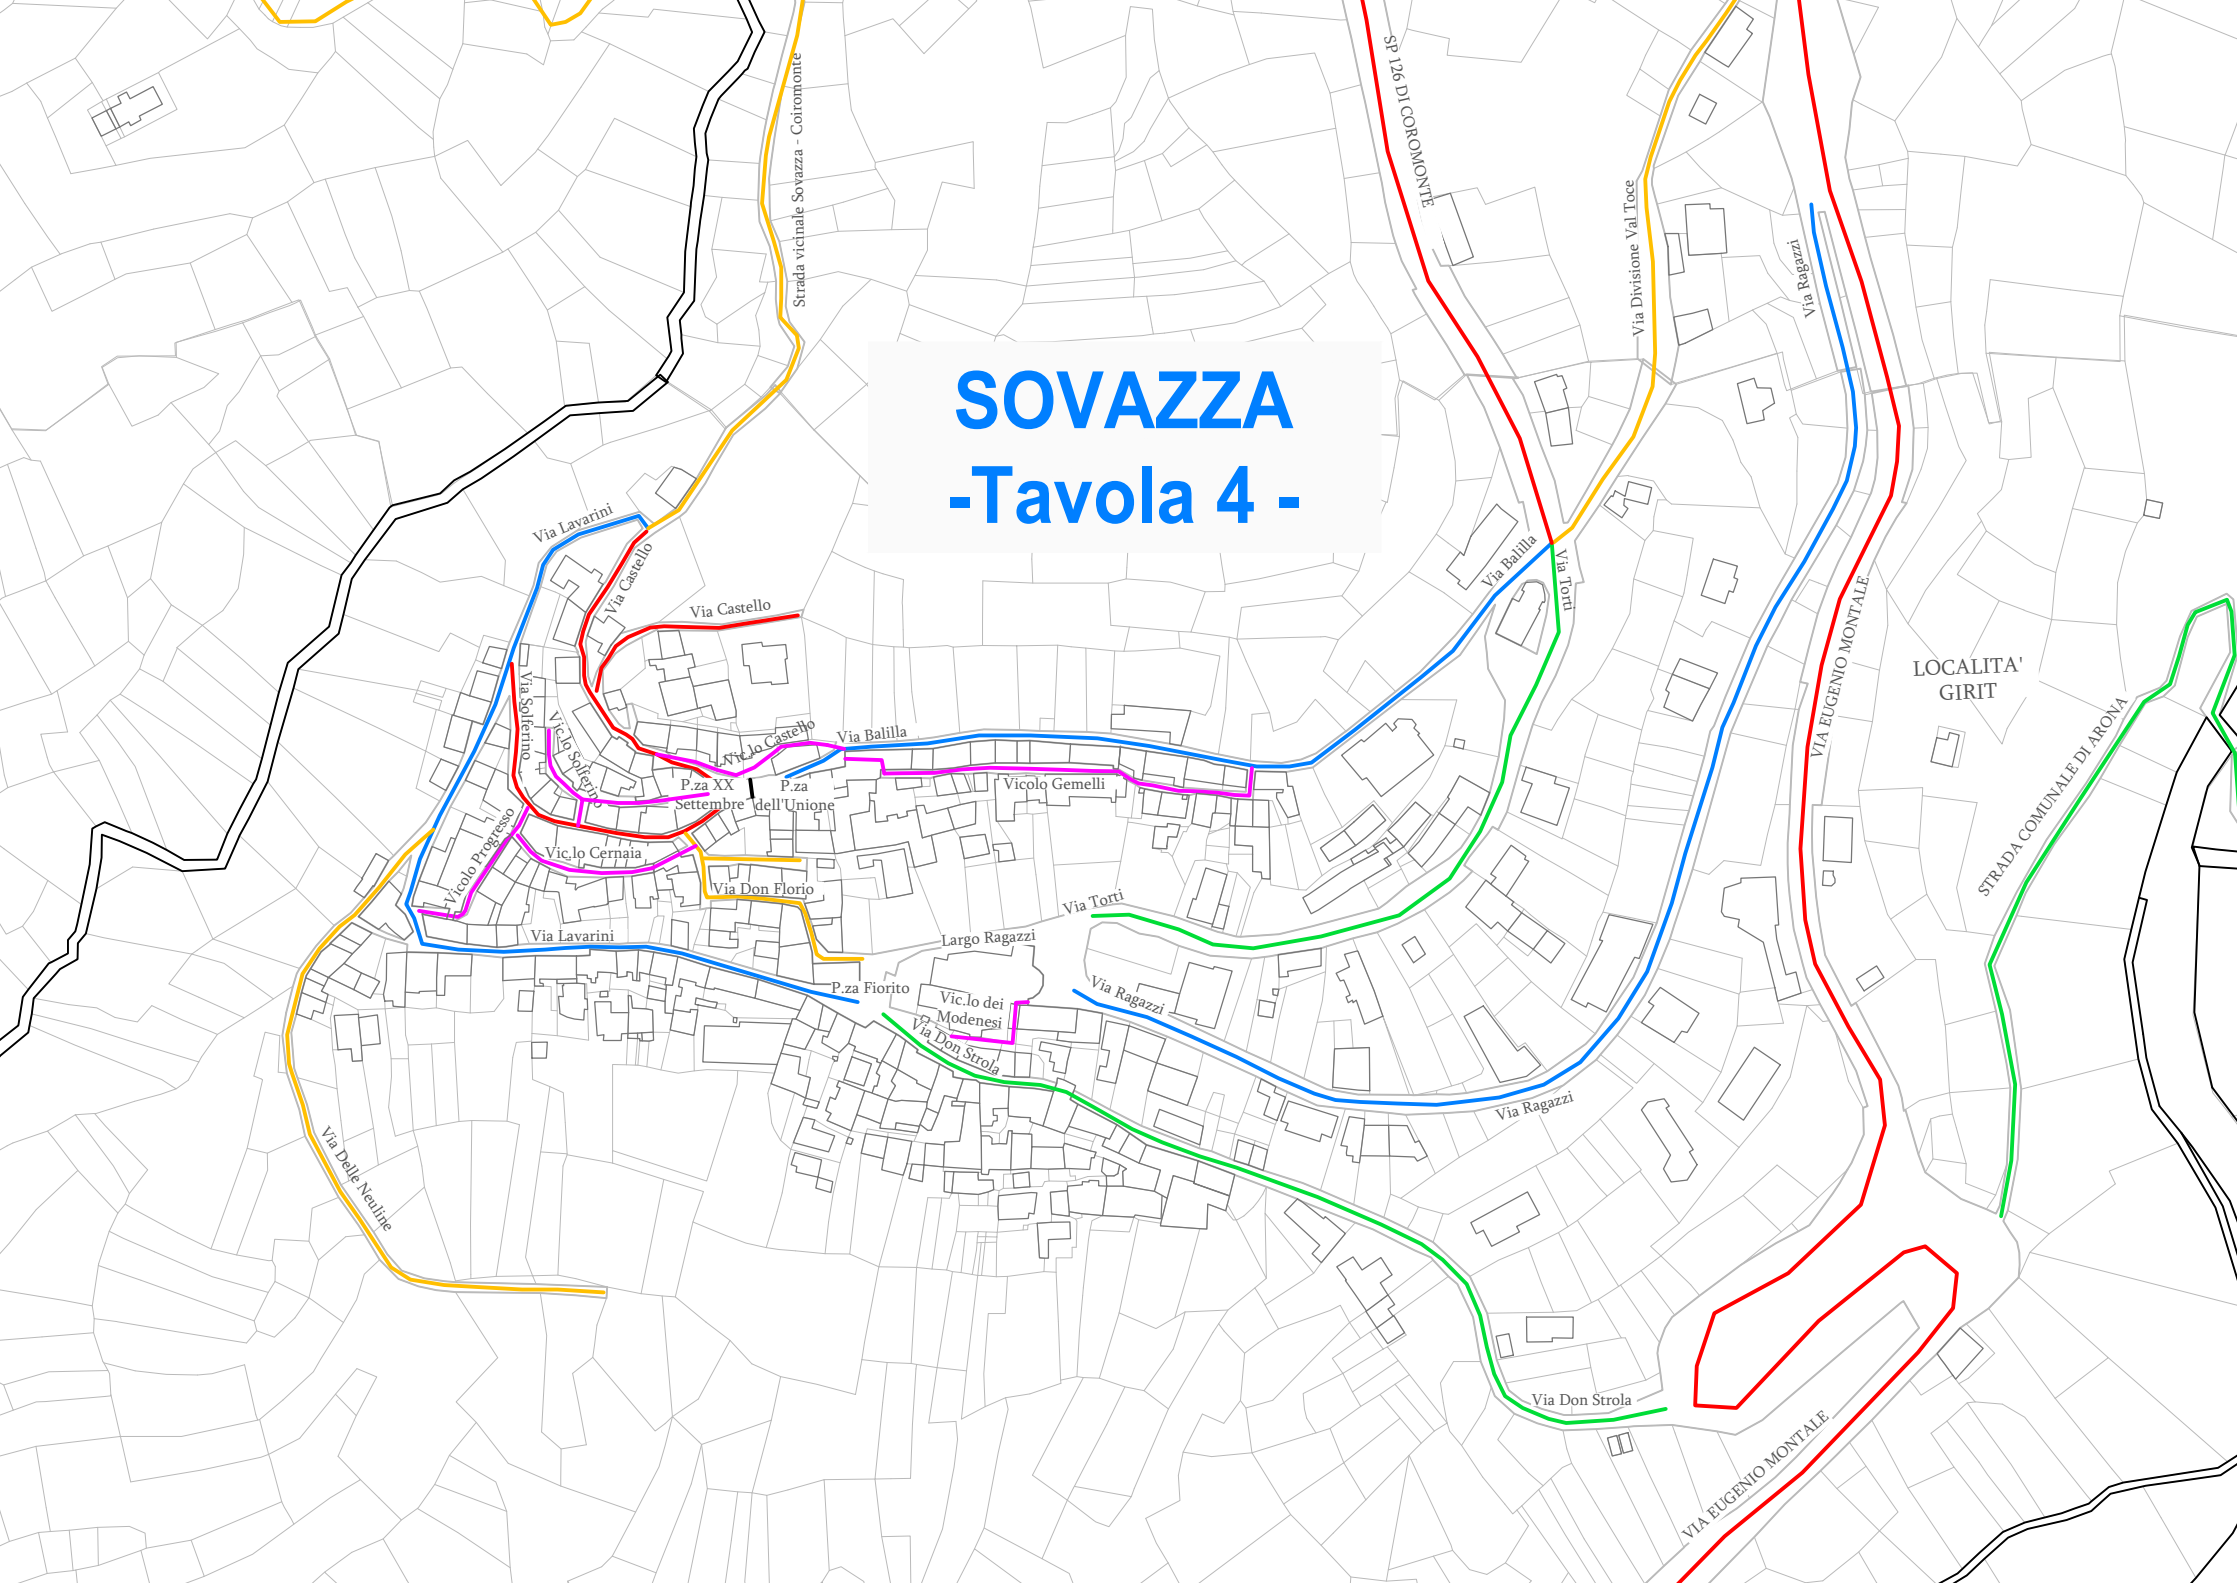 SP 126 DI COROMONTE
Strada vicinale Sovazza - Coiromonte
Via Divisione Val Toce
Via Ragazzi
SOVAZZA
-Tavola 4 -
Via Lavarini
Via Castello
Via Castello
Via Balilla
Via Torti
VIA EUGENIO MONTALE
LOCALITA'
GIRIT
STRADA COMUNALE DI ARONA
Via Solferino
Vic.lo Solferino
Vic.lo Castello
Via Balilla
P.za XX
Settembre
P.za
dell'Unione
Vicolo Gemelli
Vicolo Progresso
Vic.lo Cernaia
Via Don Florio
Via Torti
Largo Ragazzi
Via Lavarini
P.za Fiorito
Vic.lo dei
Modenesi
Via Ragazzi
Via Don Strola
Via Ragazzi
Via Delle Neuline
Via Don Strola
VIA EUGENIO MONTALE